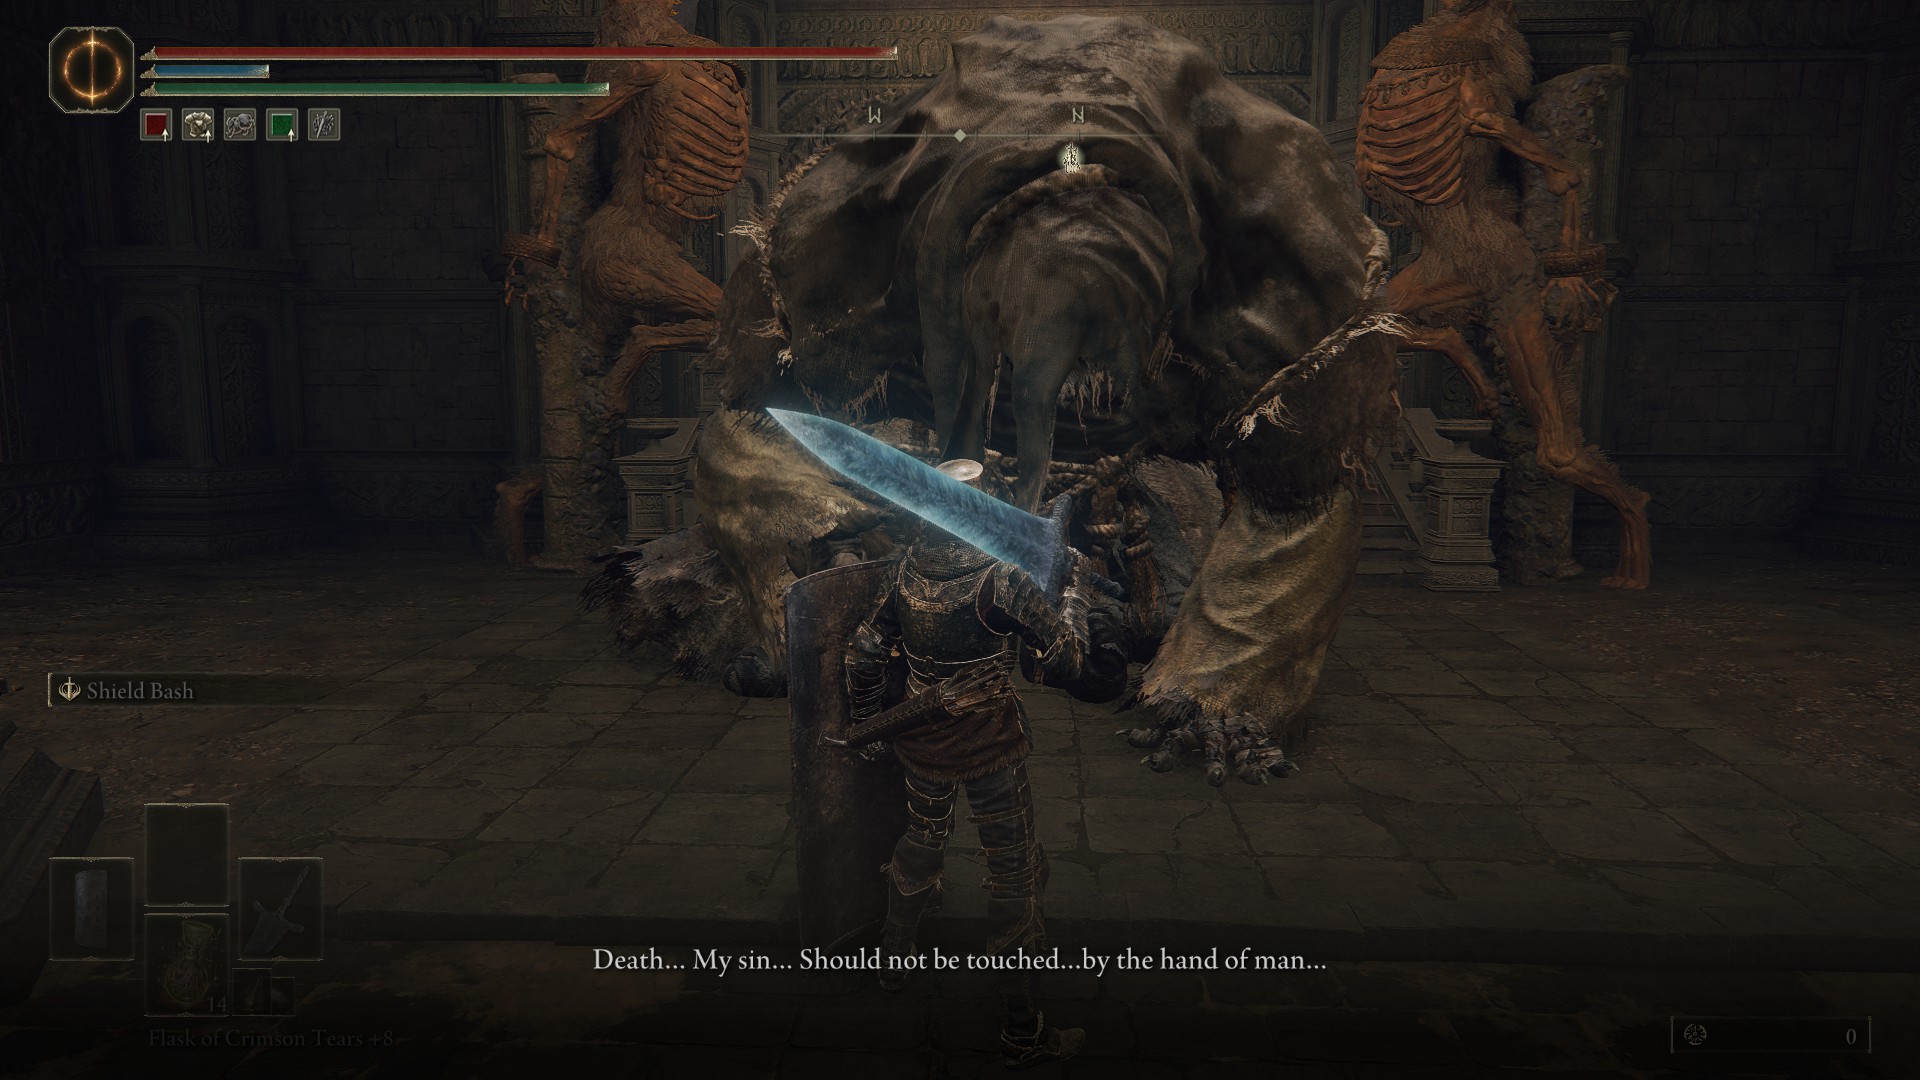 W
N
Shield Bash
Death... My sin... Should not be touched...by the hand of man...
14
Flask of Crimson Tears +8
0